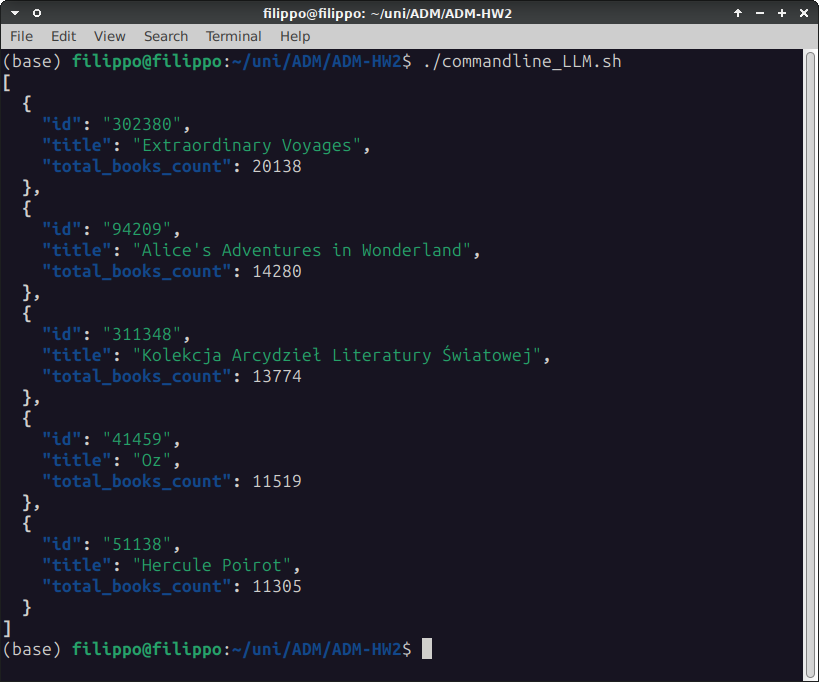 filippo@filippo: ~/uni/ADM/ADM-HW2
File Edit View Search Terminal Help
(base) filippo@filippo:~/uni/ADM/ADM-HW2$ ./commandline_LLM.sh
[
  {
    "id": "302380",
    "title": "Extraordinary Voyages",
    "total_books_count": 20138
  },
  {
    "id": "94209",
    "title": "Alice's Adventures in Wonderland",
    "total_books_count": 14280
  },
  {
    "id": "311348",
    "title": "Kolekcja Arcydzieł Literatury Światowej",
    "total_books_count": 13774
  },
  {
    "id": "41459",
    "title": "Oz",
    "total_books_count": 11519
  },
  {
    "id": "51138",
    "title": "Hercule Poirot",
    "total_books_count": 11305
  }
]
(base) filippo@filippo:~/uni/ADM/ADM-HW2$